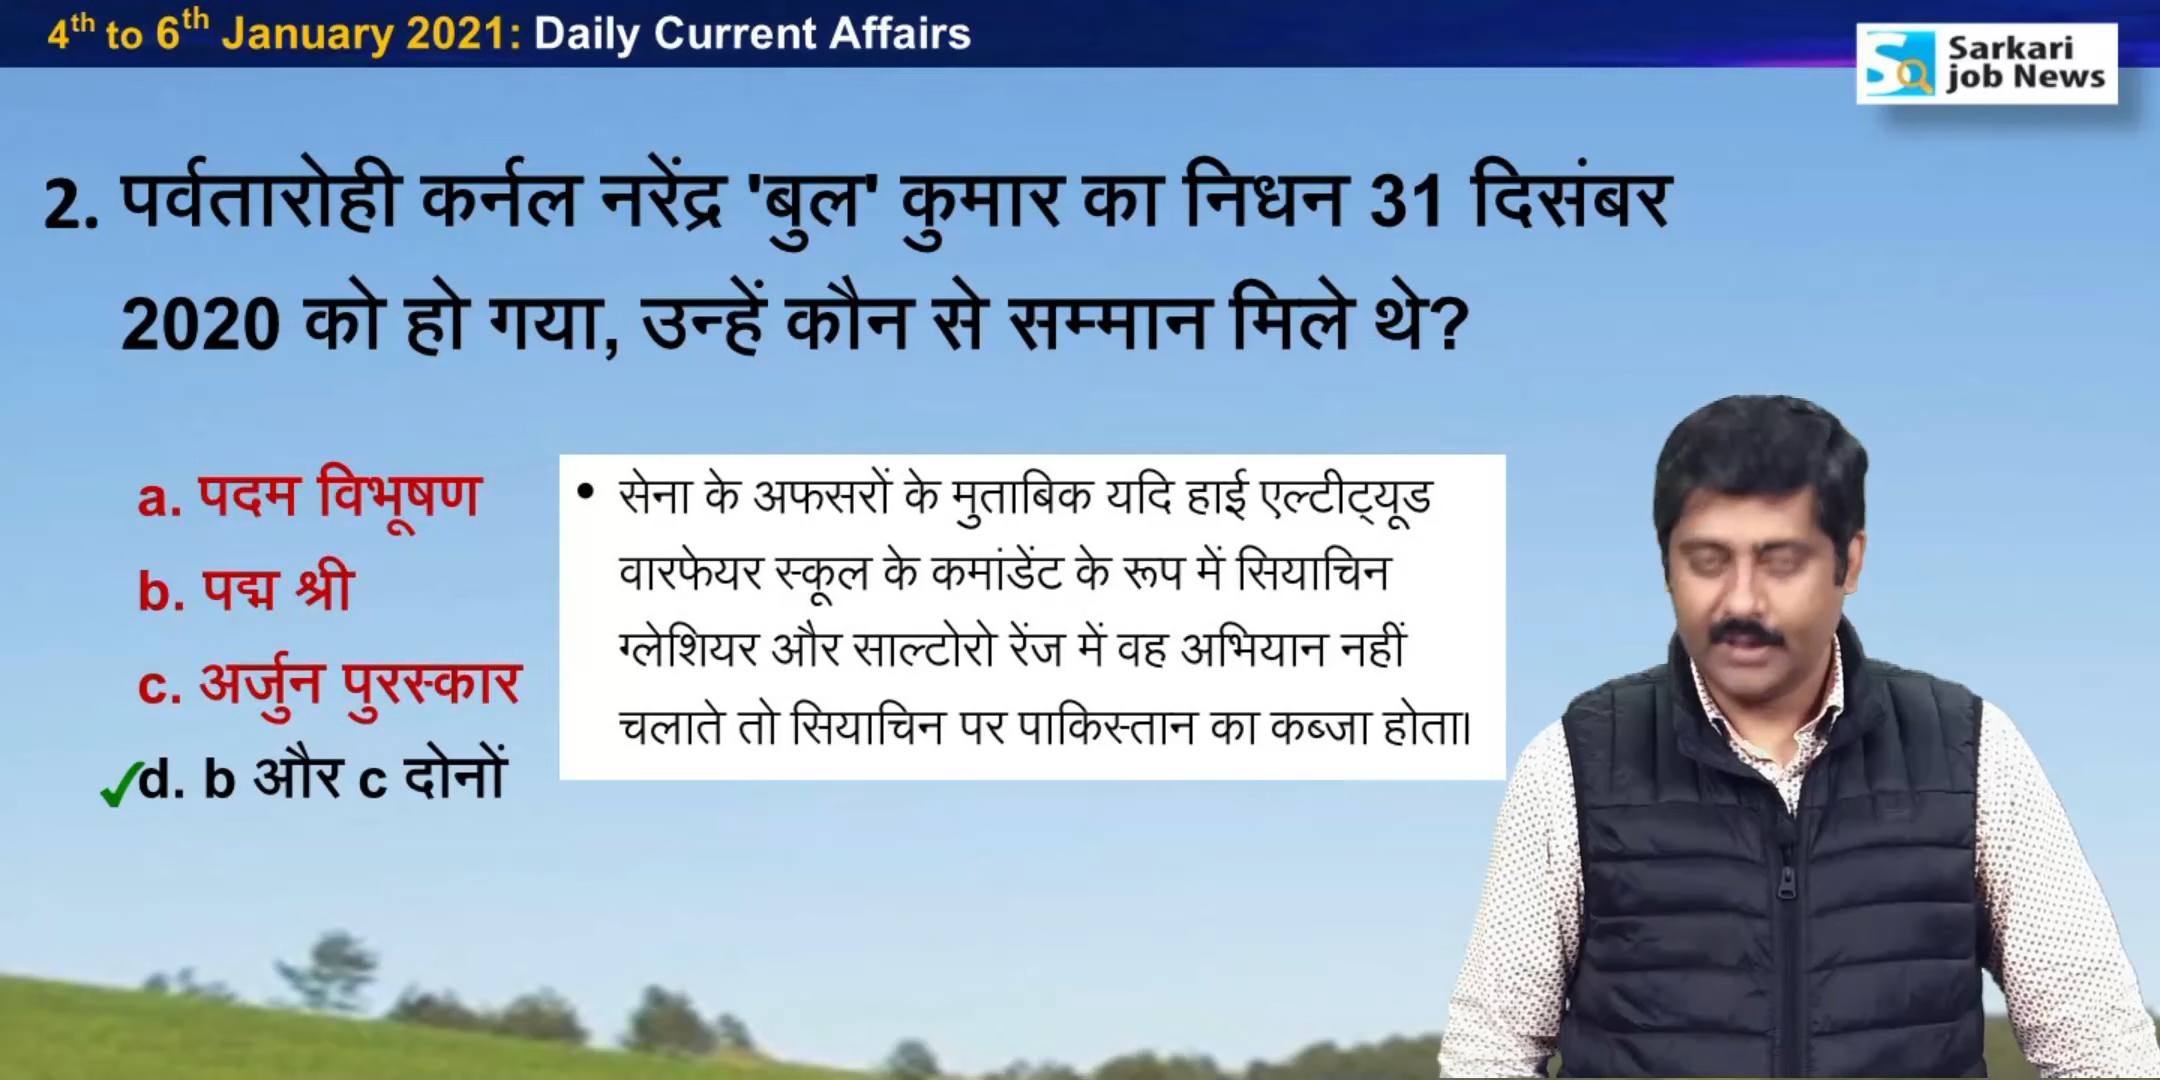 4th to 6th January 2021: Daily Current Affairs
Sarkari
job News
2. पर्वतारोही कर्नल नरेंद्र 'बुल' कुमार का निधन 31 दिसंबर
2020 को हो गया, उन्हें कौन से सम्मान मिले थे?
a. पदम विभूषण
b. पद्म श्री
c. अर्जुन पुरस्कार
✓d. b और c दोनों
• सेना के अफसरों के मुताबिक यदि हाई एल्टीट्यूड
वारफेयर स्कूल के कमांडेंट के रूप में सियाचिन
ग्लेशियर और साल्टोरो रेंज में वह अभियान नहीं
चलाते तो सियाचिन पर पाकिस्तान का कब्जा होता।